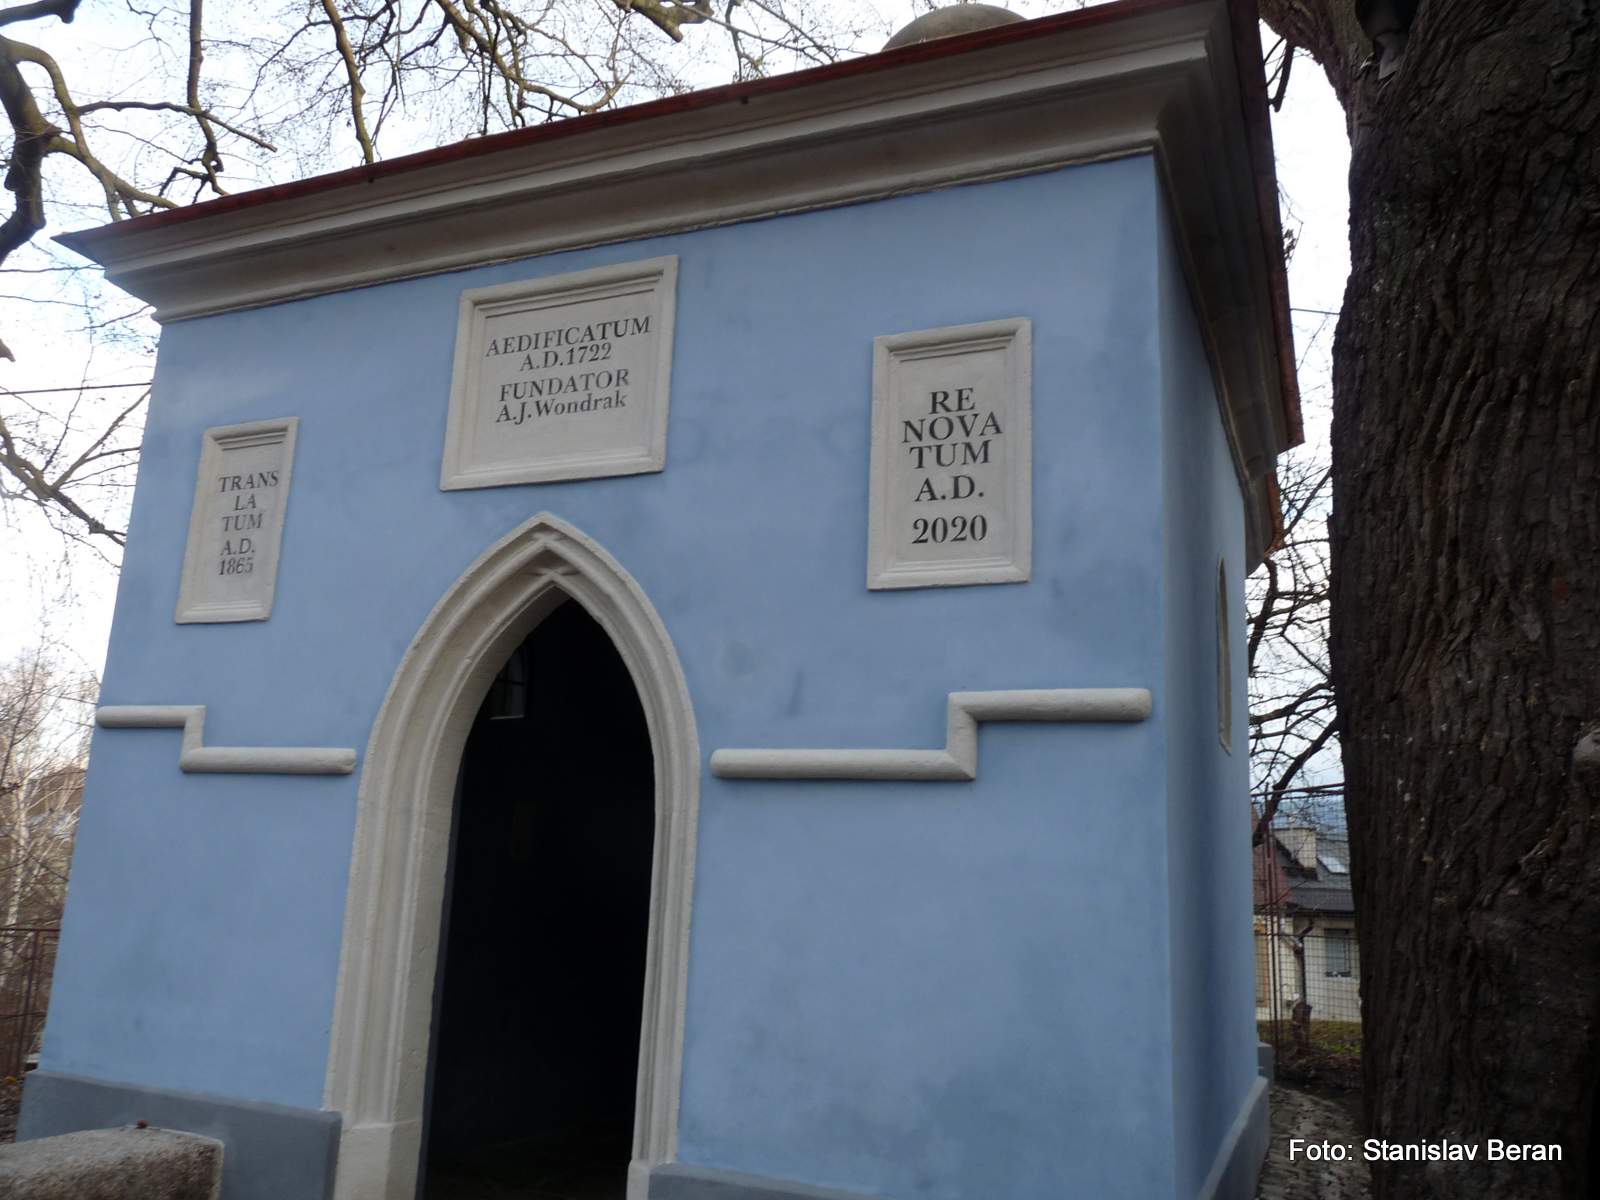 TRANS
LA
TUM
A.D.
1865
AEDIFICATUM
A.D.1722
FUNDATOR
A.J.Wondrak
RE
NOVA
TUM
A.D.
2020
Foto: Stanislav Beran